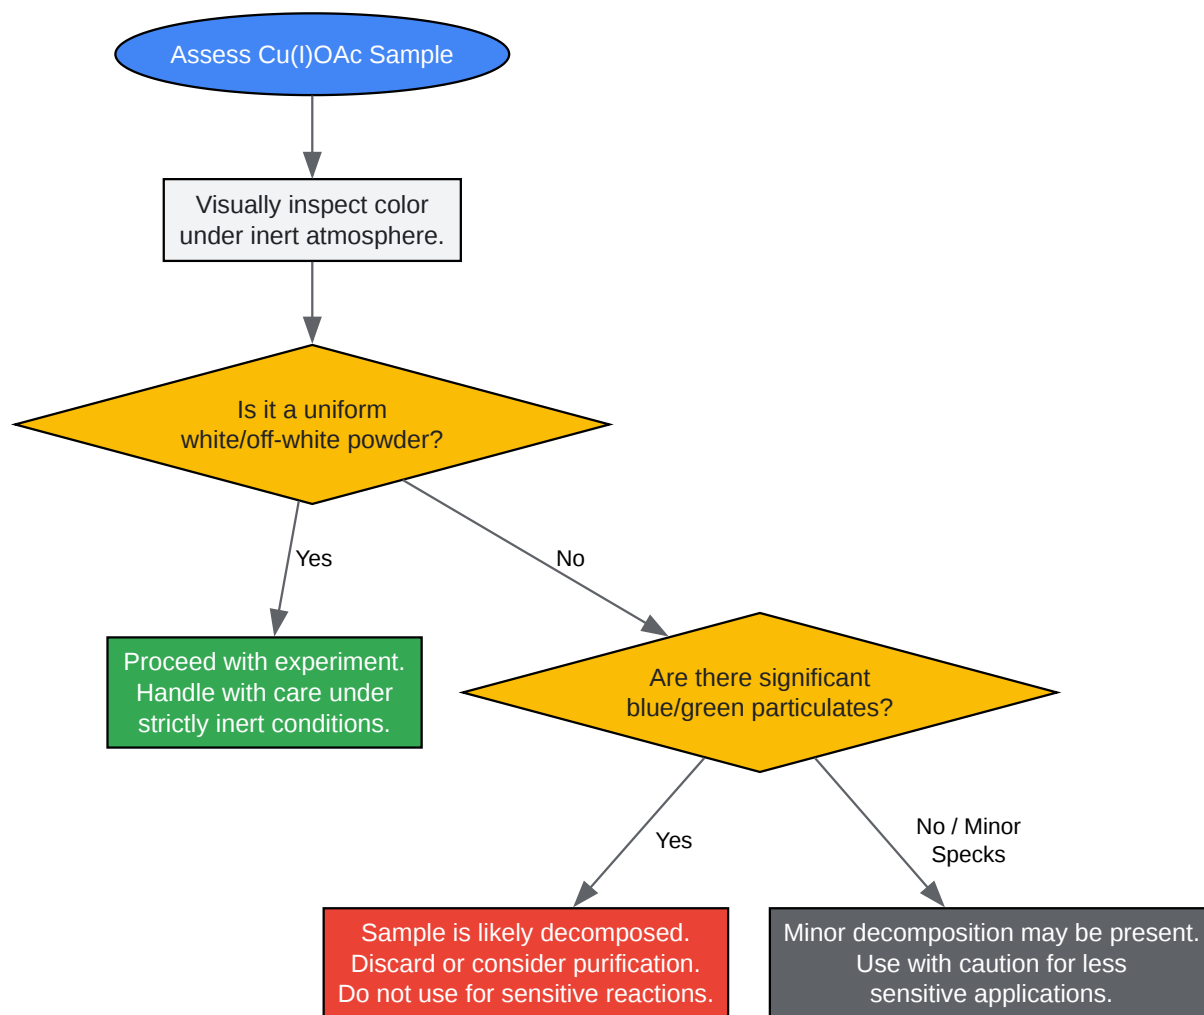 Assess Cu(I)OAc Sample
Visually inspect color
under inert atmosphere.
Is it a uniform
white/off-white powder?
Yes
No
Proceed with experiment.
Handle with care under
strictly inert conditions.
Are there significant
blue/green particulates?
Yes
No / Minor
Specks
Sample is likely decomposed.
Discard or consider purification.
Do not use for sensitive reactions.
Minor decomposition may be present.
Use with caution for less
sensitive applications.